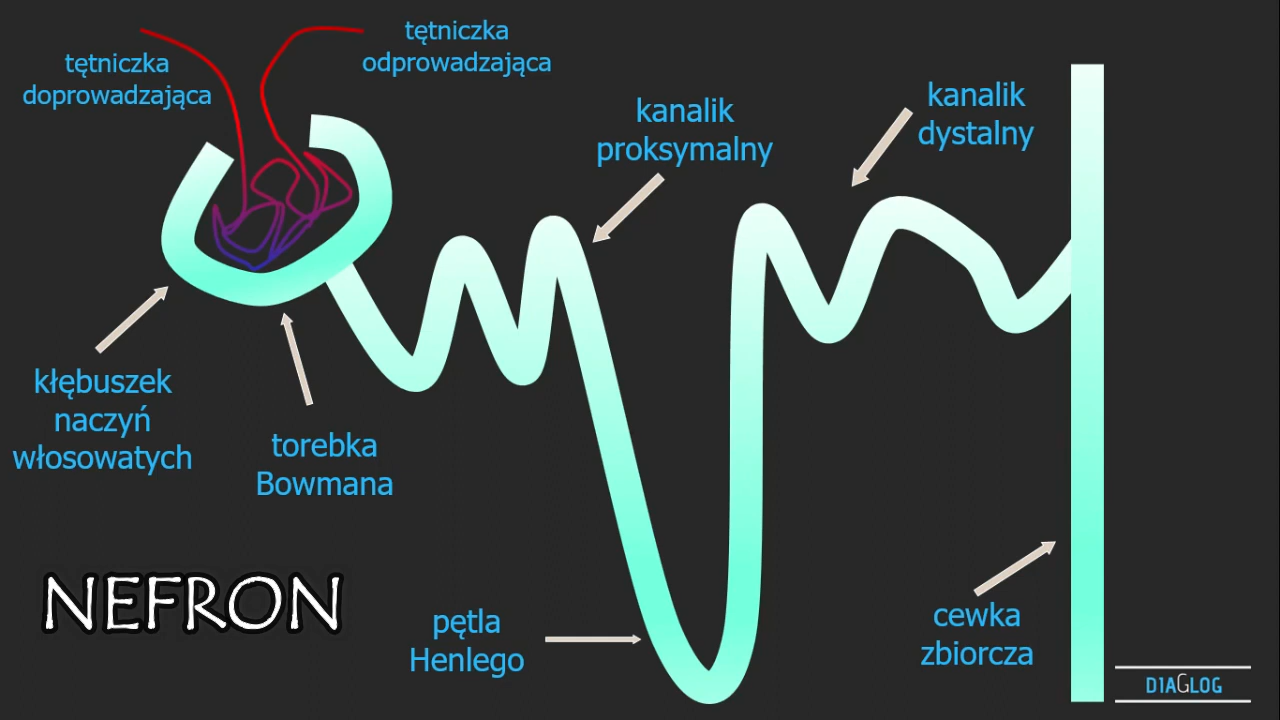 tętniczka
doprowadzająca
tętniczka
odprowadzająca
kanalik
proksymalny
kanalik
dystalny
kłębuszek
naczyń
włosowatych
torebka
Bowmana
NEFRON
pętla
Henlego
cewka
zbiorcza
DIAGLOG